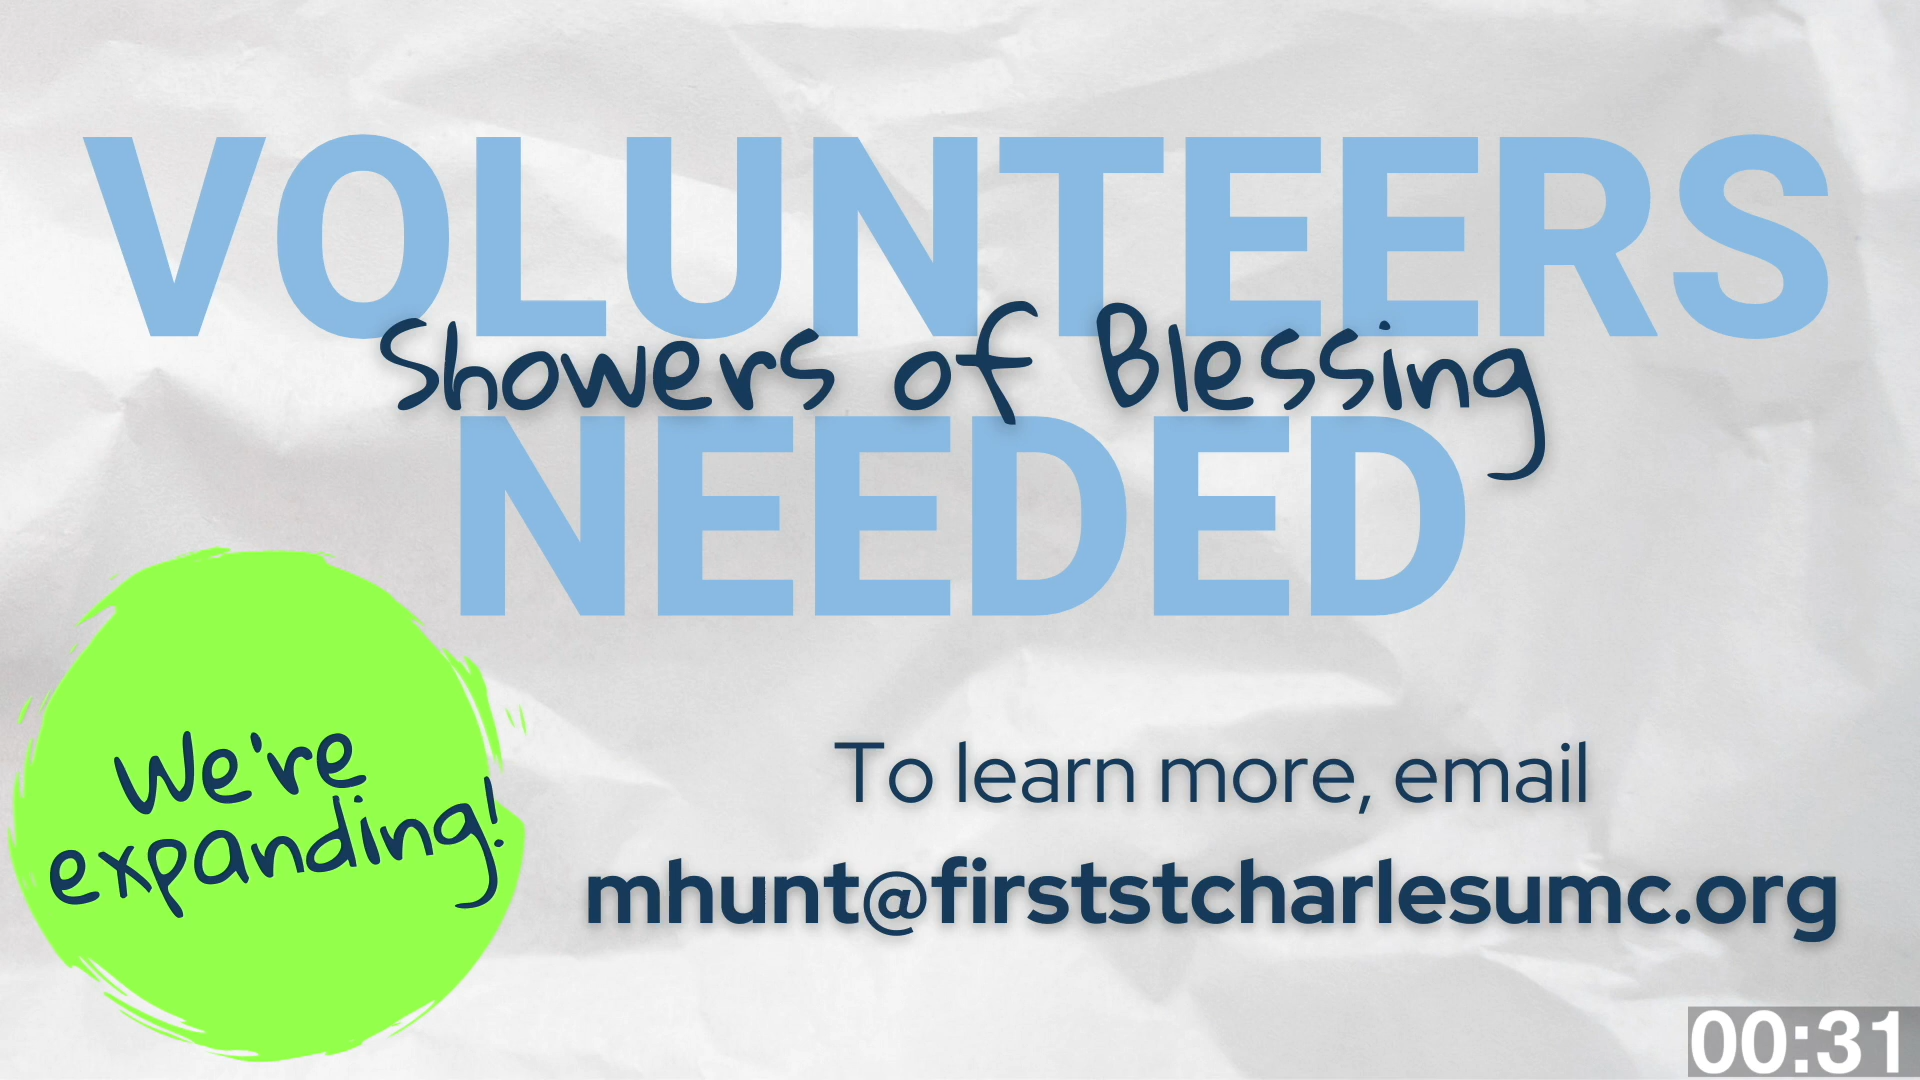 VOLUNTEERS
Showers of Blessing
NEEDED
We're
expanding!
To learn more, email
mhunt@firststcharlesumc.org
00:31